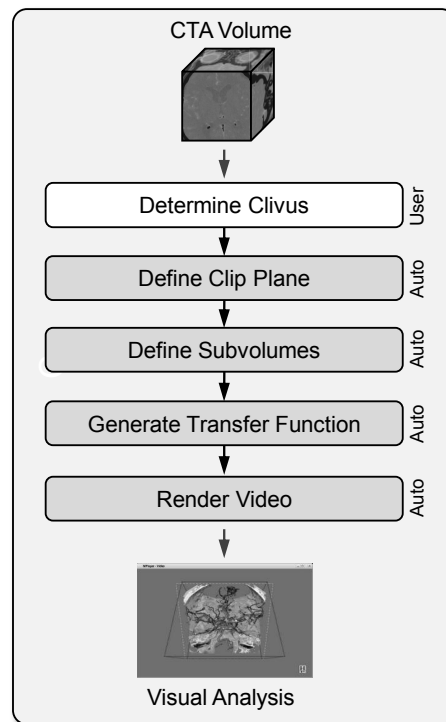 CTA Volume
Determine Clivus
User
Define Clip Plane
Auto
Define Subvolumes
Auto
Generate Transfer Function
Auto
Render Video
Auto
Visual Analysis